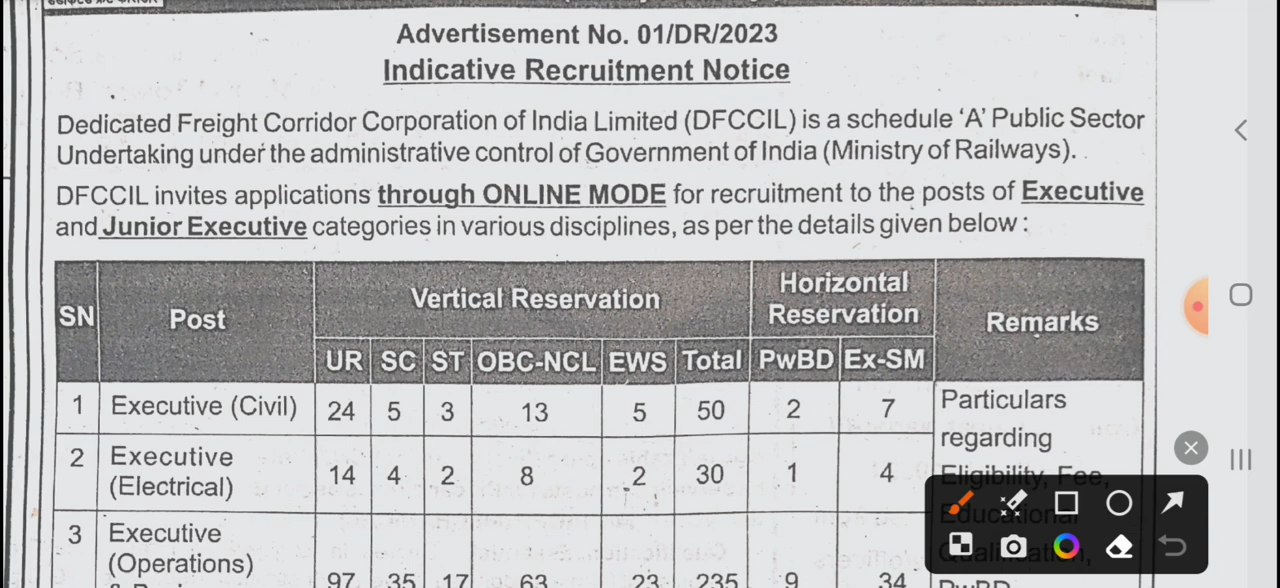 Advertisement No. 01/DR/2023
Indicative Recruitment Notice
Dedicated Freight Corridor Corporation of India Limited (DFCCIL) is a schedule ‘A’ Public Sector
Undertaking under the administrative control of Government of India (Ministry of Railways).
DFCCIL invites applications through ONLINE MODE for recruitment to the posts of Executive
and Junior Executive categories in various disciplines, as per the details given below :
SN Post Vertical Reservation Horizontal Reservation Remarks
UR SC ST OBC-NCL EWS Total PwBD Ex-SM
1 Executive (Civil) 24 5 3 13 5 50 2 7 Particulars
regarding
2 Executive
(Electrical) 14 4 2 8 2 30 1 4 Eligibility, Fee,
Educational
3 Executive
(Operations) Qualification,
97 35 17 63 23 235 9 34 PwBD